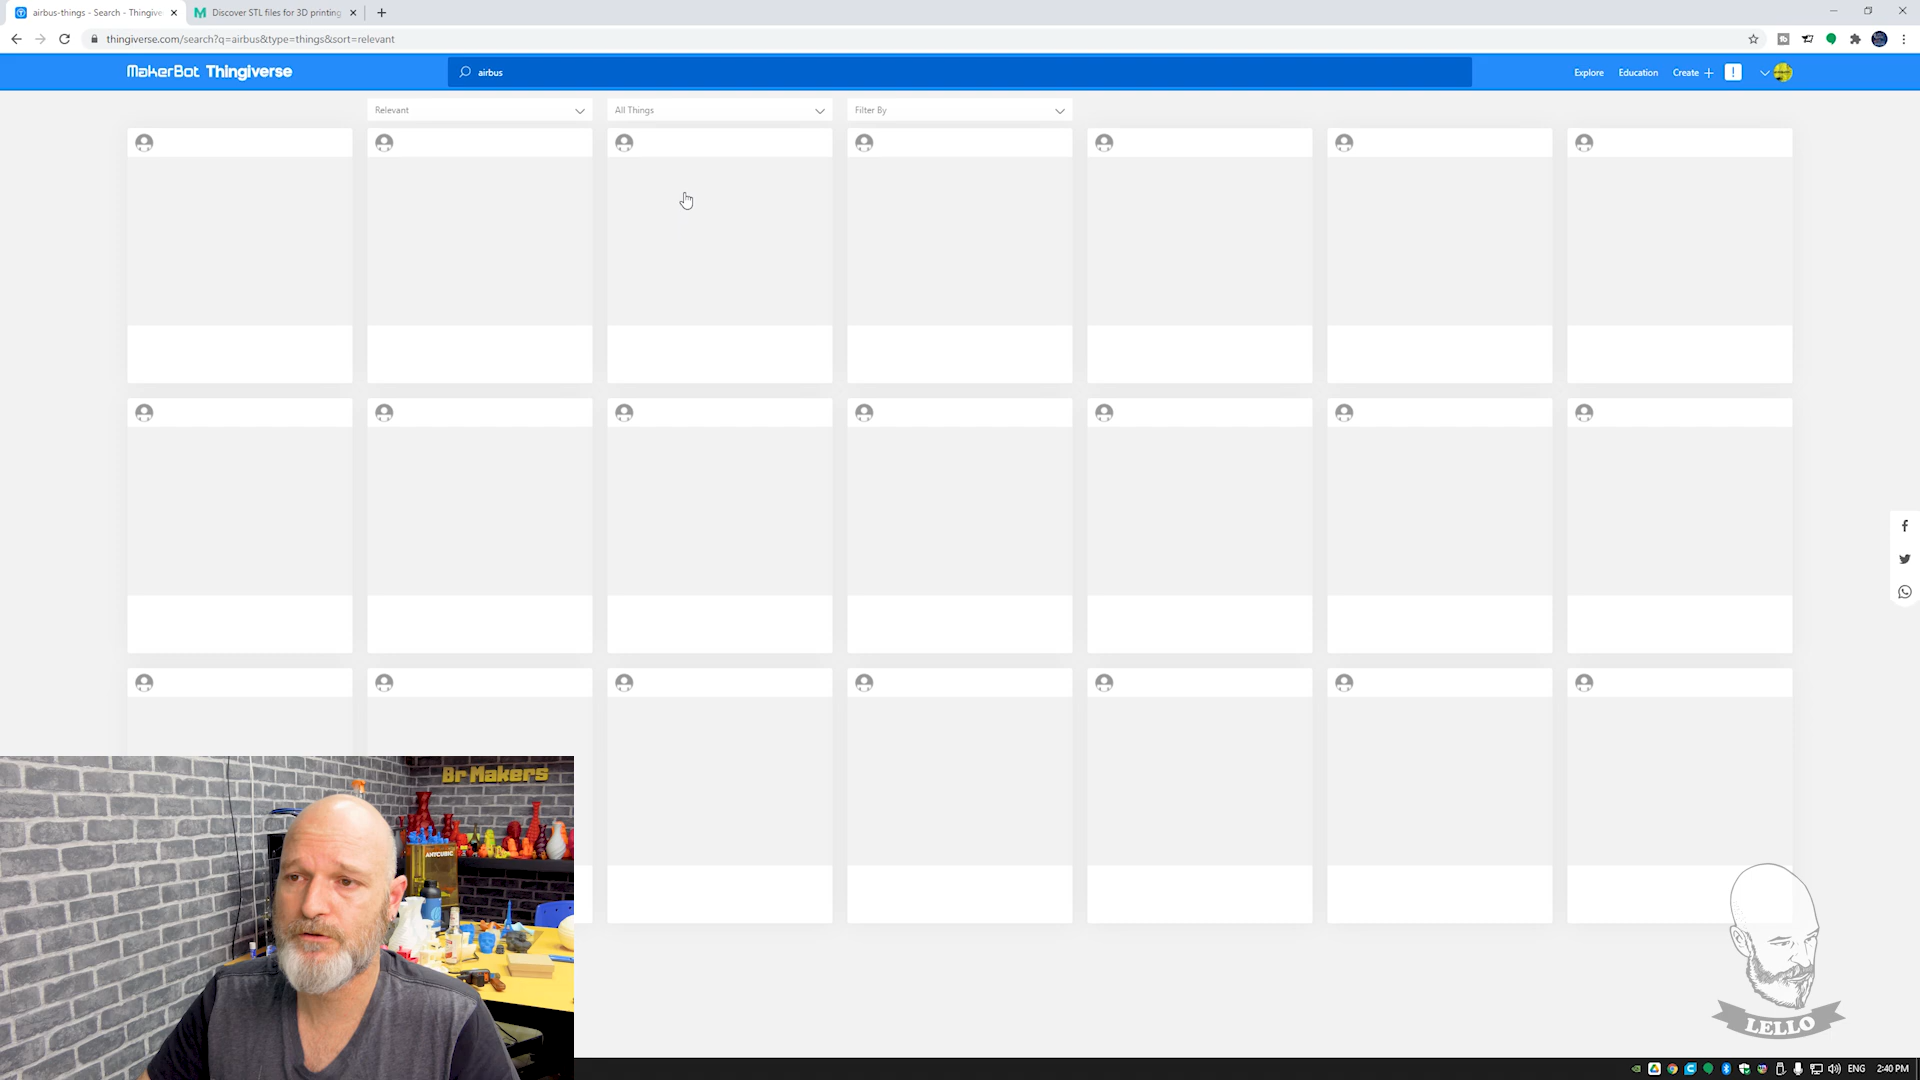 airbus-things - Search - Thingive
Discover STL files for 3D printing
thingiverse.com/search?q=airbus&type=things&sort=relevant
MakerBot Thingiverse
airbus
Explore
Education
Create
Relevant
All Things
Filter By
Br Makers
ANYCUBIC
LELLO
ENG
2:40 PM